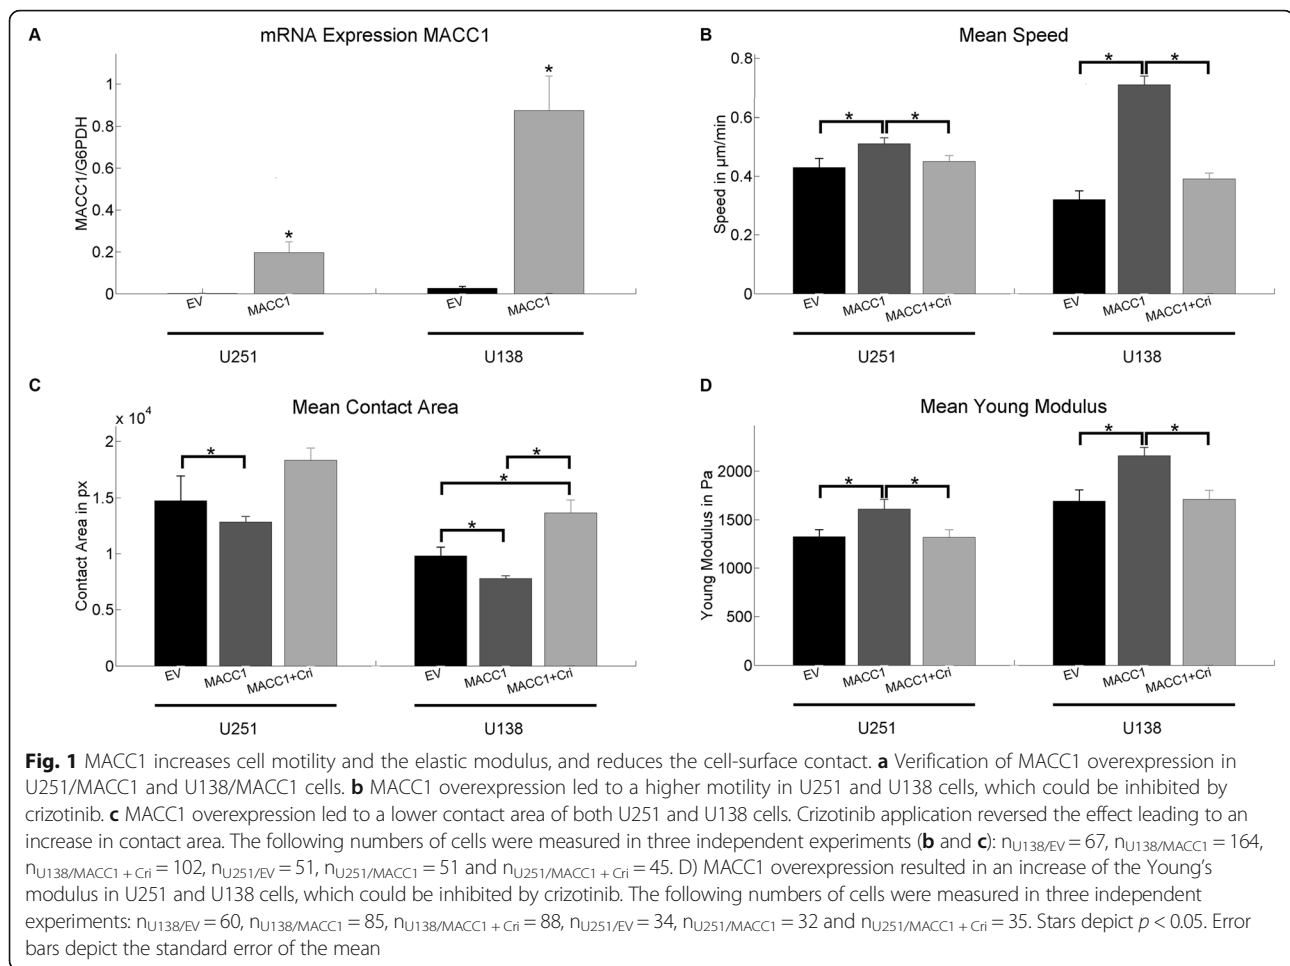 A
mRNA Expression MACC1
MACC1/G6PDH
1
0.8
0.6
0.4
0.2
0
*
*
EV
MACC1
EV
MACC1
U251
U138
B
Mean Speed
Speed in µm/min
0.8
0.6
0.4
0.2
0
*
*
*
*
EV
MACC1
MACC1+Cri
EV
MACC1
MACC1+Cri
U251
U138
C
Mean Contact Area
x 10⁴
Contact Area in px
2
1.5
1
0.5
0
*
*
*
*
EV
MACC1
MACC1+Cri
EV
MACC1
MACC1+Cri
U251
U138
D
Mean Young Modulus
Young Modulus in Pa
2000
1500
1000
500
0
*
*
*
*
EV
MACC1
MACC1+Cri
EV
MACC1
MACC1+Cri
U251
U138
Fig. 1 MACC1 increases cell motility and the elastic modulus, and reduces the cell-surface contact. a Verification of MACC1 overexpression in
U251/MACC1 and U138/MACC1 cells. b MACC1 overexpression led to a higher motility in U251 and U138 cells, which could be inhibited by
crizotinib. c MACC1 overexpression led to a lower contact area of both U251 and U138 cells. Crizotinib application reversed the effect leading to an
increase in contact area. The following numbers of cells were measured in three independent experiments (b and c): nU138/EV = 67, nU138/MACC1 = 164,
nU138/MACC1 + Cri = 102, nU251/EV = 51, nU251/MACC1 = 51 and nU251/MACC1 + Cri = 45. D) MACC1 overexpression resulted in an increase of the Young's
modulus in U251 and U138 cells, which could be inhibited by crizotinib. The following numbers of cells were measured in three independent
experiments: nU138/EV = 60, nU138/MACC1 = 85, nU138/MACC1 + Cri = 88, nU251/EV = 34, nU251/MACC1 = 32 and nU251/MACC1 + Cri = 35. Stars depict p < 0.05. Error
bars depict the standard error of the mean